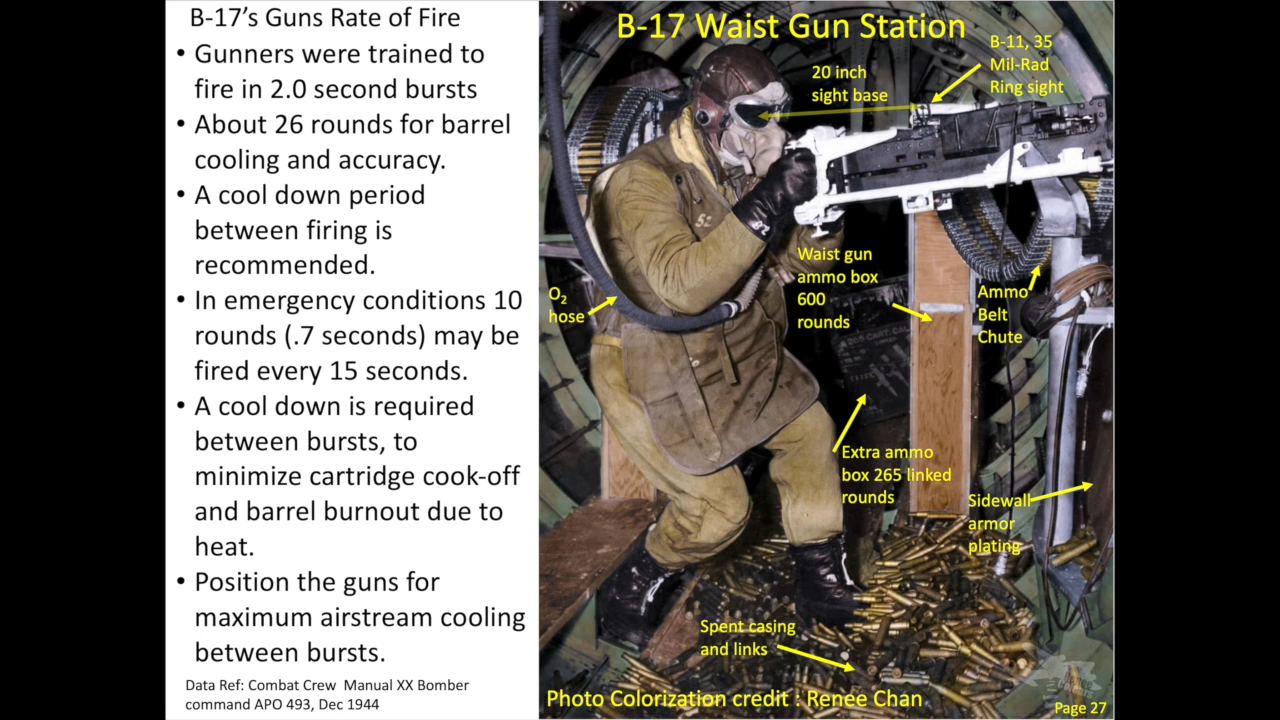 B-17’s Guns Rate of Fire
• Gunners were trained to
fire in 2.0 second bursts
• About 26 rounds for barrel
cooling and accuracy.
• A cool down period
between firing is
recommended.
• In emergency conditions 10
rounds (.7 seconds) may be
fired every 15 seconds.
• A cool down is required
between bursts, to
minimize cartridge cook-off
and barrel burnout due to
heat.
• Position the guns for
maximum airstream cooling
between bursts.
Data Ref: Combat Crew Manual XX Bomber
command APO 493, Dec 1944
B-17 Waist Gun Station
B-11, 35
Mil-Rad
Ring sight
20 inch
sight base
52
Waist gun
ammo box
600
rounds
O₂
hose
Ammo
Belt
Chute
265 CART. CAL
Extra ammo
box 265 linked
rounds
Sidewall
armor
plating
Spent casing
and links
Photo Colorization credit : Renee Chan
Page 27